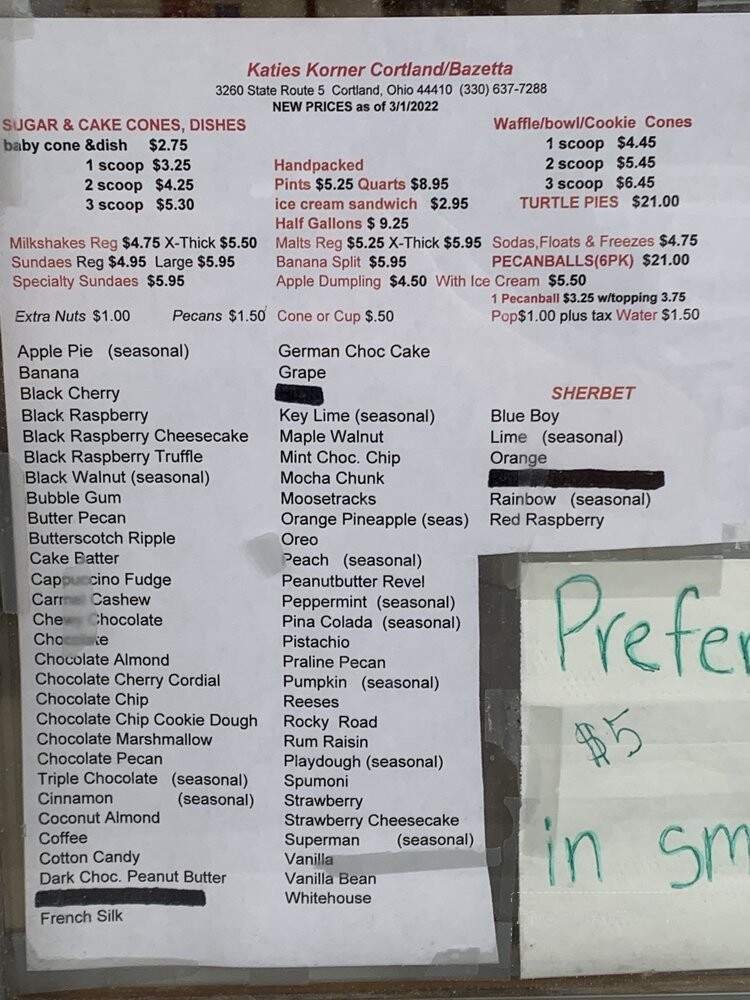 Katies Korner Cortland/Bazetta
3260 State Route 5 Cortland, Ohio 44410 (330) 637-7288
NEW PRICES as of 3/1/2022
SUGAR & CAKE CONES, DISHES
baby cone &dish $2.75
1 scoop $3.25
2 scoop $4.25
3 scoop $5.30
Handpacked
Pints $5.25 Quarts $8.95
ice cream sandwich $2.95
Half Gallons $ 9.25
Waffle/bowl/Cookie Cones
1 scoop $4.45
2 scoop $5.45
3 scoop $6.45
TURTLE PIES $21.00
Milkshakes Reg $4.75 X-Thick $5.50 Malts Reg $5.25 X-Thick $5.95 Sodas,Floats & Freezes $4.75
Sundaes Reg $4.95 Large $5.95 Banana Split $5.95 PECANBALLS(6PK) $21.00
Specialty Sundaes $5.95 Apple Dumpling $4.50 With Ice Cream $5.50
1 Pecanball $3.25 w/topping 3.75
Extra Nuts $1.00 Pecans $1.50 Cone or Cup $.50 Pop$1.00 plus tax Water $1.50
Apple Pie (seasonal)
Banana
Black Cherry
Black Raspberry
Black Raspberry Cheesecake
Black Raspberry Truffle
Black Walnut (seasonal)
Bubble Gum
Butter Pecan
Butterscotch Ripple
Cake Batter
Cappuccino Fudge
Carm Cashew
Che Chocolate
Chocolate
Chocolate Almond
Chocolate Cherry Cordial
Chocolate Chip
Chocolate Chip Cookie Dough
Chocolate Marshmallow
Chocolate Pecan
Triple Chocolate (seasonal)
Cinnamon (seasonal)
Coconut Almond
Coffee
Cotton Candy
Dark Choc. Peanut Butter
French Silk
German Choc Cake
Grape
Key Lime (seasonal)
Maple Walnut
Mint Choc. Chip
Mocha Chunk
Moosetracks
Orange Pineapple (seas)
Oreo
Peach (seasonal)
Peanutbutter Revel
Peppermint (seasonal)
Pina Colada (seasonal)
Pistachio
Praline Pecan
Pumpkin (seasonal)
Reeses
Rocky Road
Rum Raisin
Playdough (seasonal)
Spumoni
Strawberry
Strawberry Cheesecake
Superman (seasonal)
Vanilla
Vanilla Bean
Whitehouse
SHERBET
Blue Boy
Lime (seasonal)
Orange
Rainbow (seasonal)
Red Raspberry
Prefer
$5
in sm